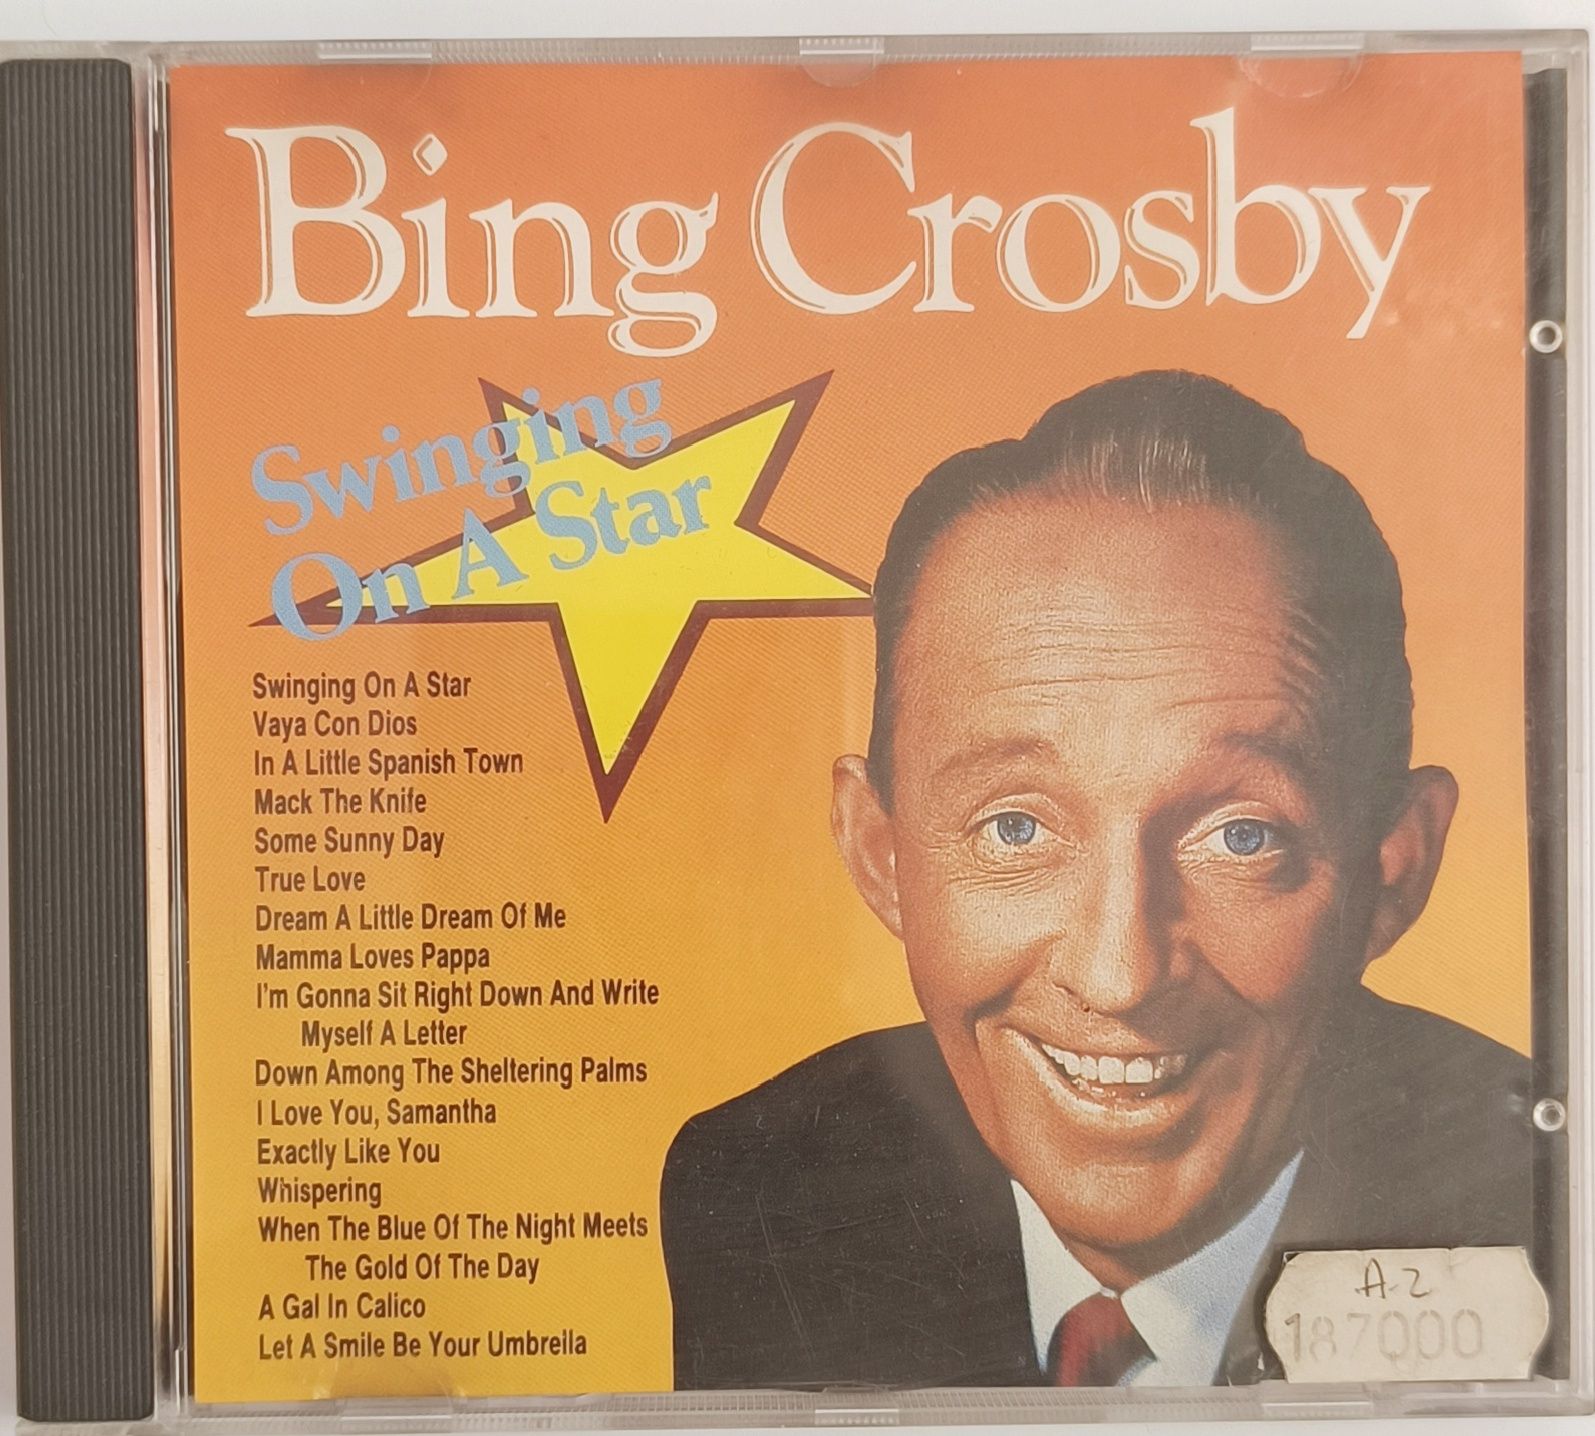 Bing Crosby
Swinging
On A Star
Swinging On A Star
Vaya Con Dios
In A Little Spanish Town
Mack The Knife
Some Sunny Day
True Love
Dream A Little Dream Of Me
Mamma Loves Pappa
I'm Gonna Sit Right Down And Write
Myself A Letter
Down Among The Sheltering Palms
I Love You, Samantha
Exactly Like You
Whispering
When The Blue Of The Night Meets
The Gold Of The Day
A Gal In Calico
Let A Smile Be Your Umbrella
A-2
187000